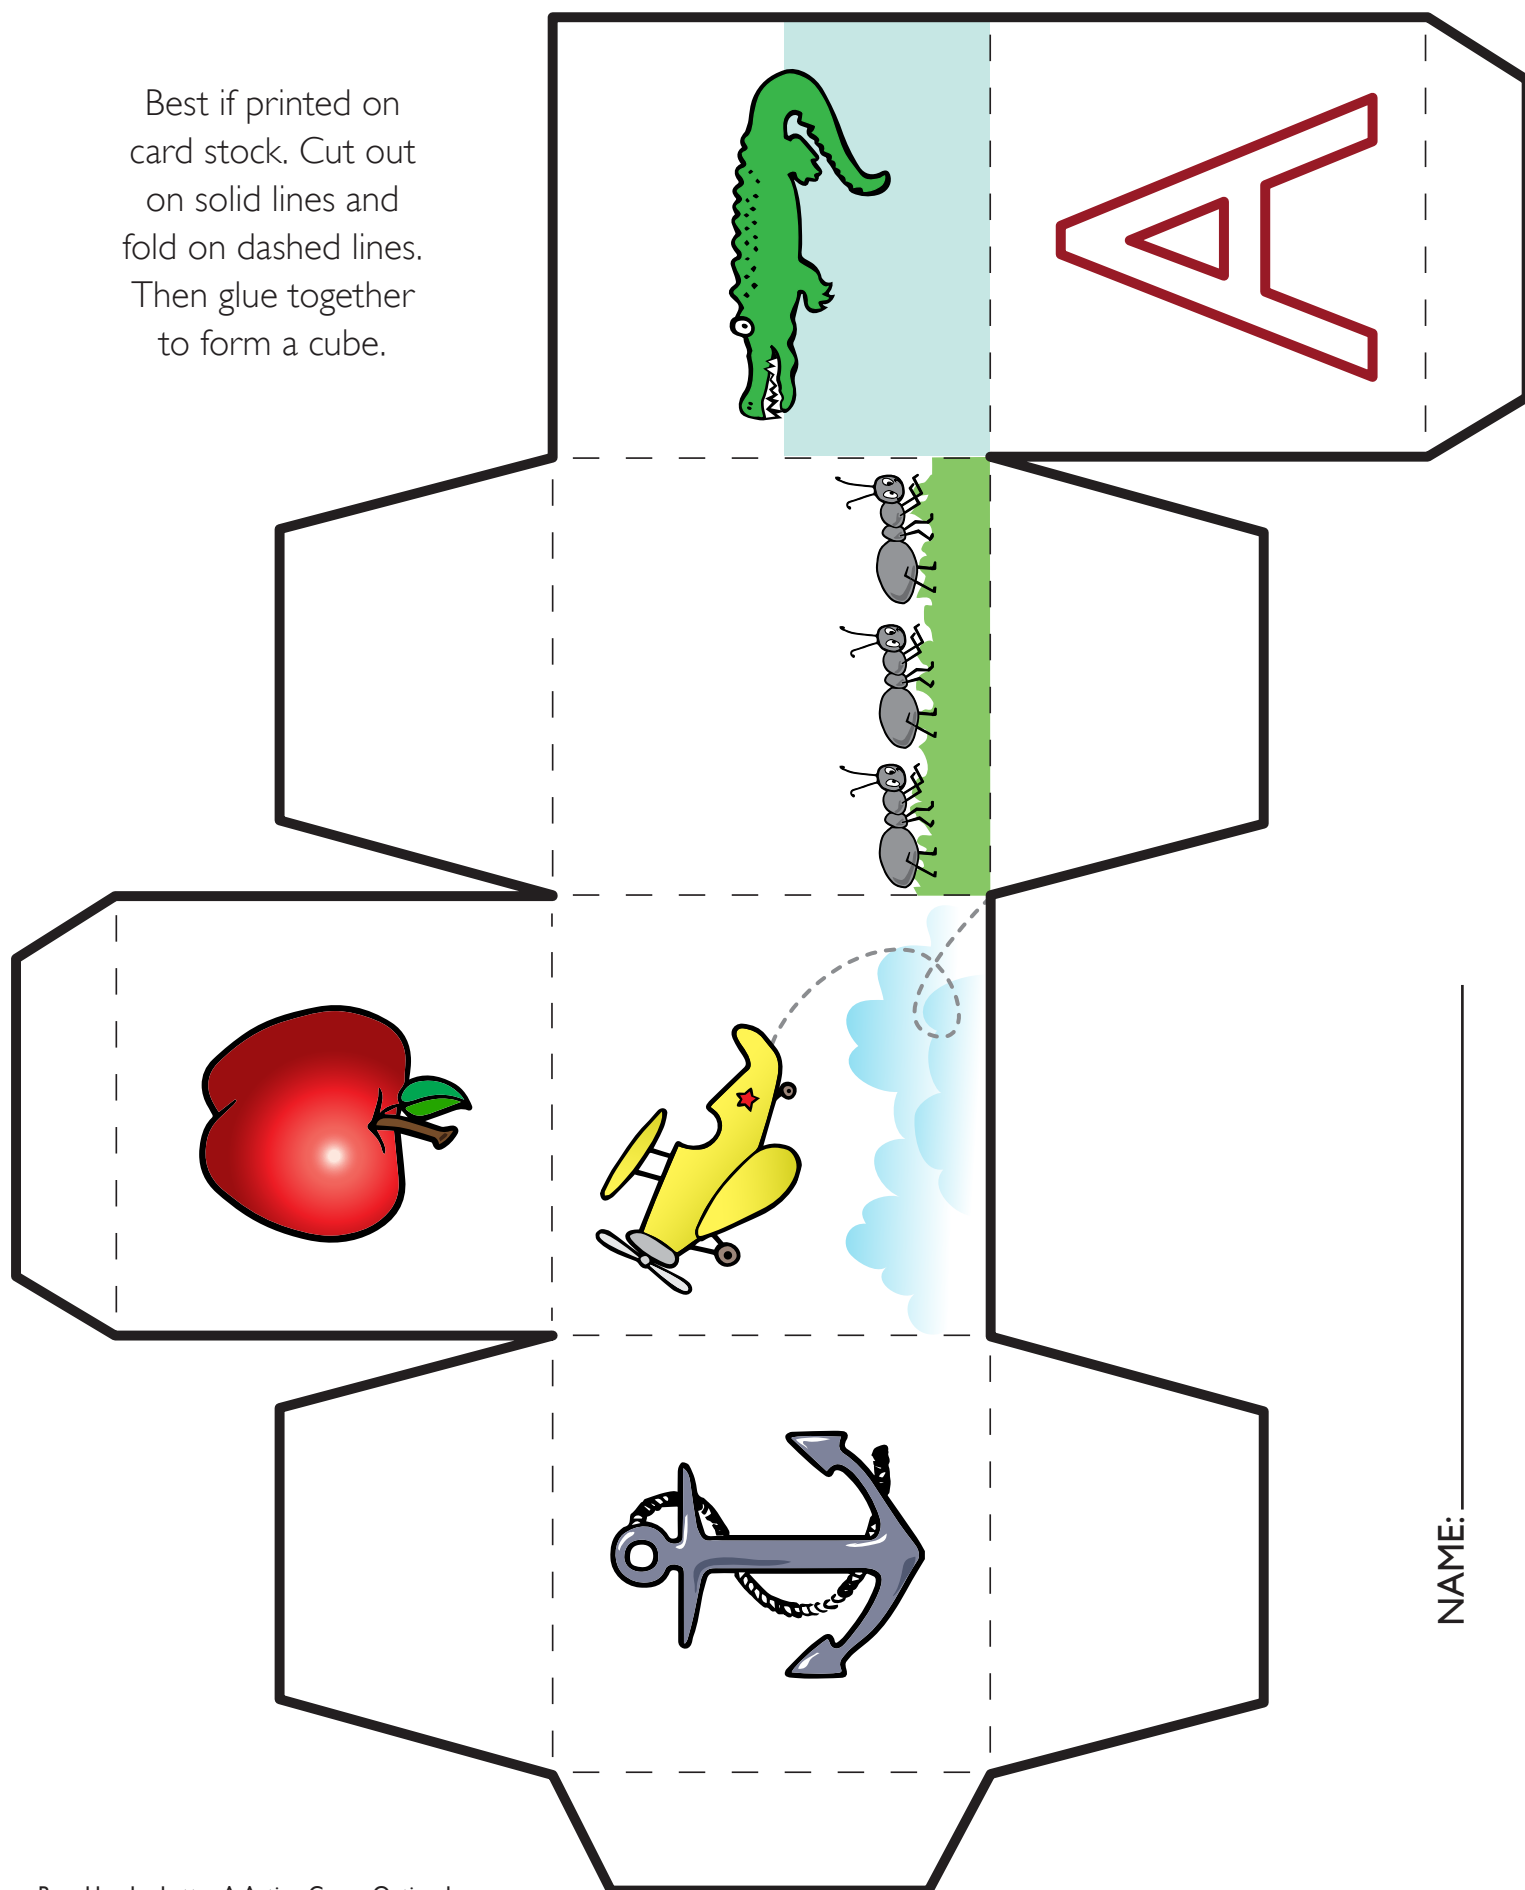 Best if printed on
card stock. Cut out
on solid lines and
fold on dashed lines.
Then glue together
to form a cube.
A
NAME: